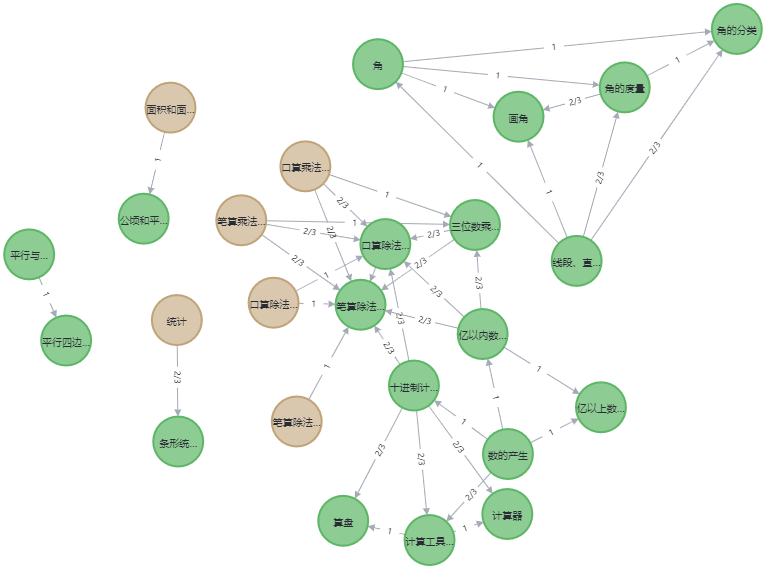 角的分类
1
角
1
角的度量
1
1
2/3
面积和面...
圆角
1
2/3
1
口算乘法...
1
1
2/3
2/3
公顷和平...
笔算乘法...
1
三位数乘...
2/3
2/3
2/3
口算除法...
平行与...
2/3
2/3
线段、直...
1
2/3
2/3
1
口算除法...
1
笔算除法...
统计
2/3
2/3
亿以内数...
平行四边...
2/3
1
1
2/3
十进制计...
1
亿以上数...
笔算除法...
1
1
条形统...
2/3
2/3
2/3
数的产生
2/3
算盘
1
计算工具...
1
计算器